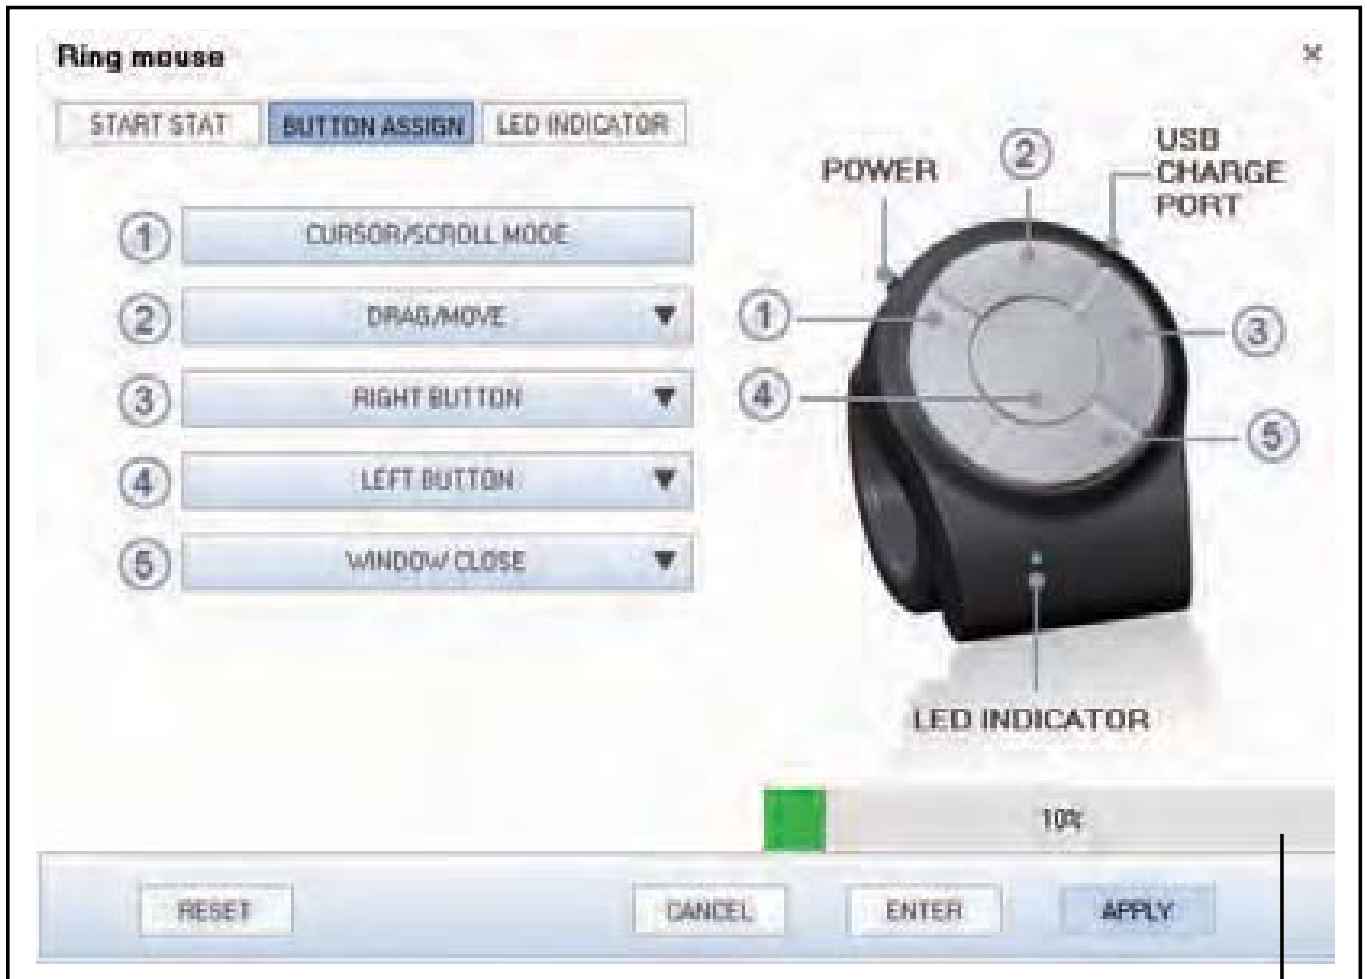 Ring mouse
×
START STAT
BUTTON ASSIGN
LED INDICATOR
① CURSOR/SCROLL MODE
② DRAG/MOVE ▼
③ RIGHT BUTTON ▼
④ LEFT BUTTON ▼
⑤ WINDOW CLOSE ▼
POWER
②
USB
CHARGE
PORT
①
③
④
⑤
LED INDICATOR
10%
RESET
CANCEL
ENTER
APPLY